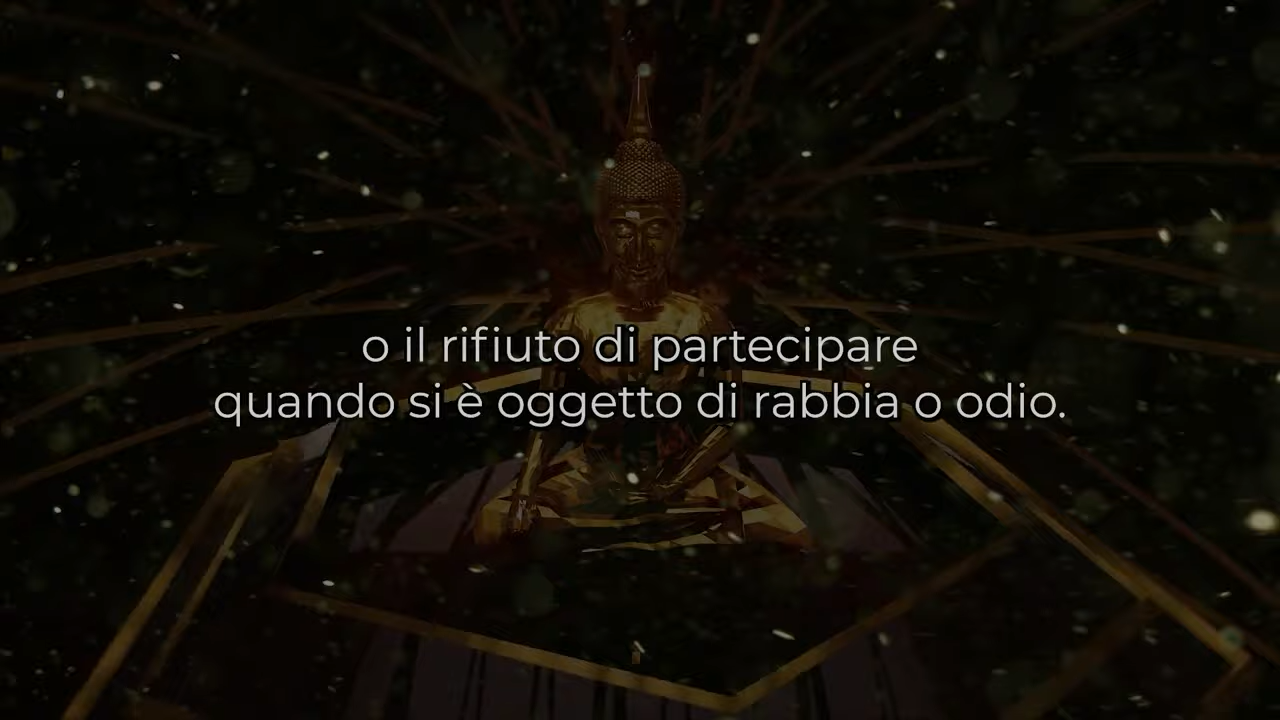 o il rifiuto di partecipare
quando si è oggetto di rabbia o odio.